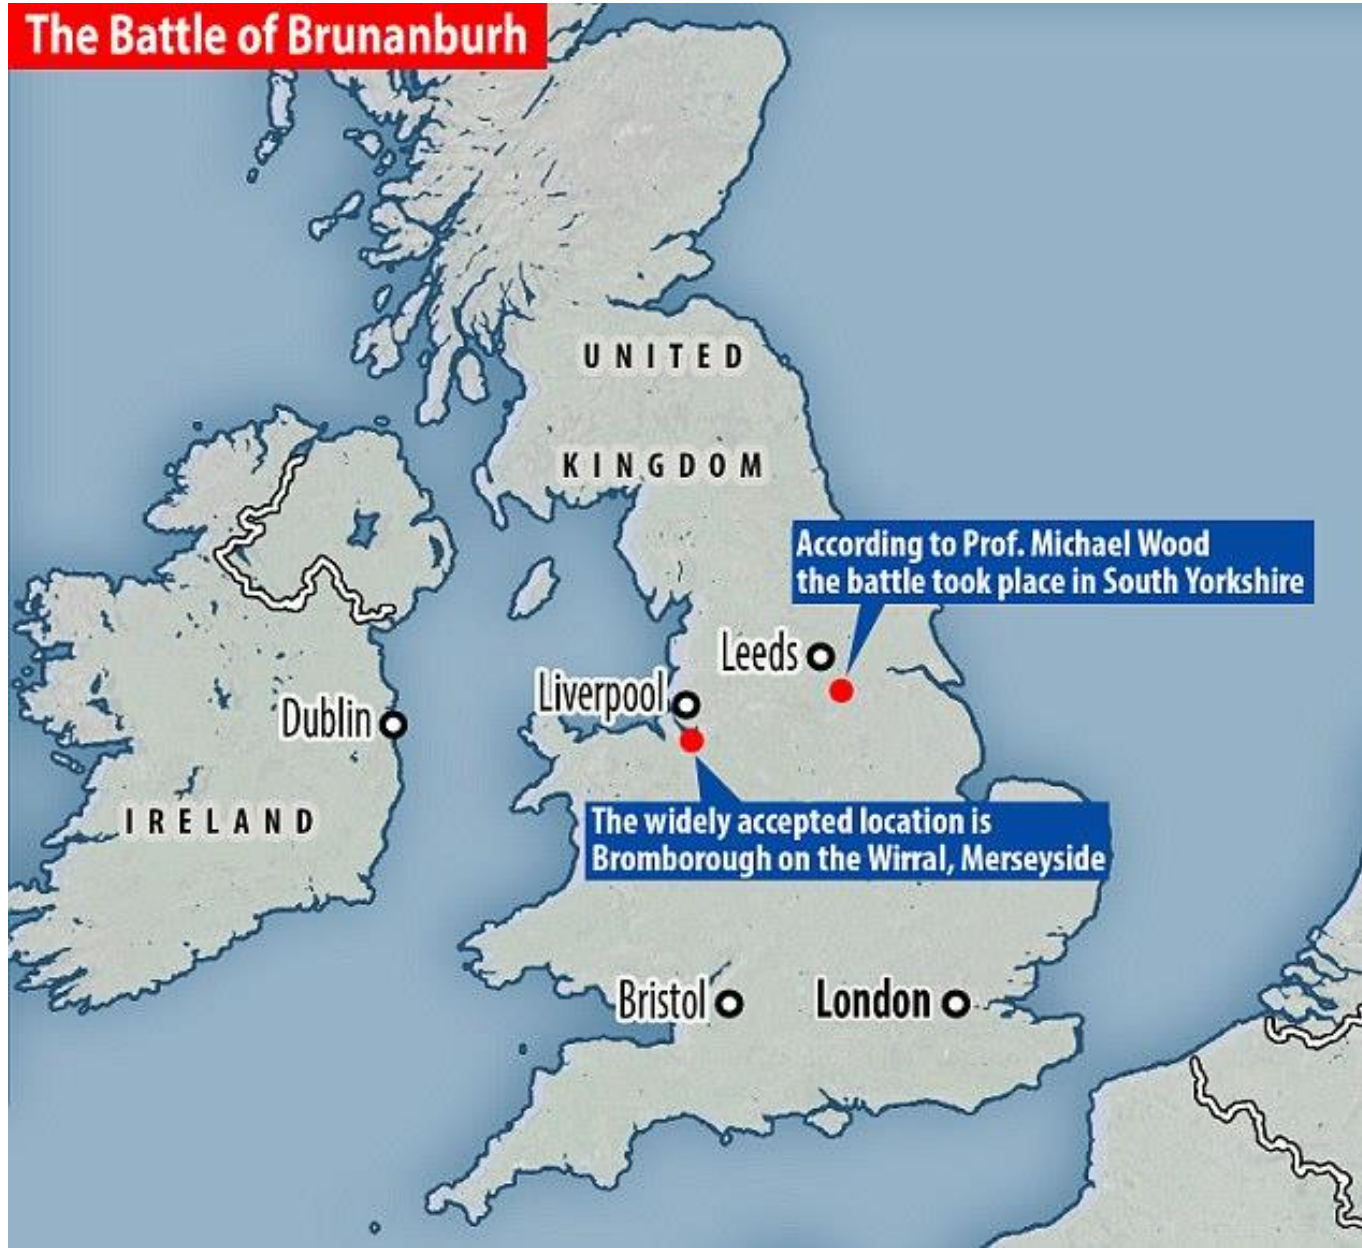 The Battle of Brunanburh
UNITED
KINGDOM
According to Prof. Michael Wood
the battle took place in South Yorkshire
Leeds
Liverpool
Dublin
IRELAND
The widely accepted location is
Bromborough on the Wirral, Merseyside
Bristol
London